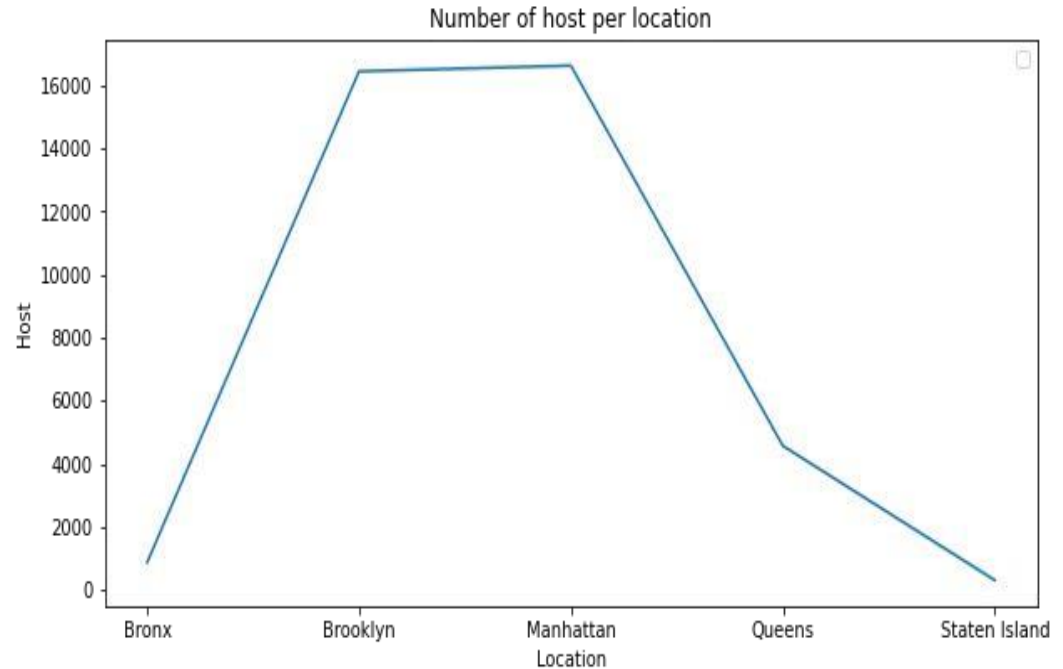 Number of host per location
16000
14000
12000
10000
8000
6000
4000
2000
0
Host
Bronx Brooklyn Manhattan Queens Staten Island
Location